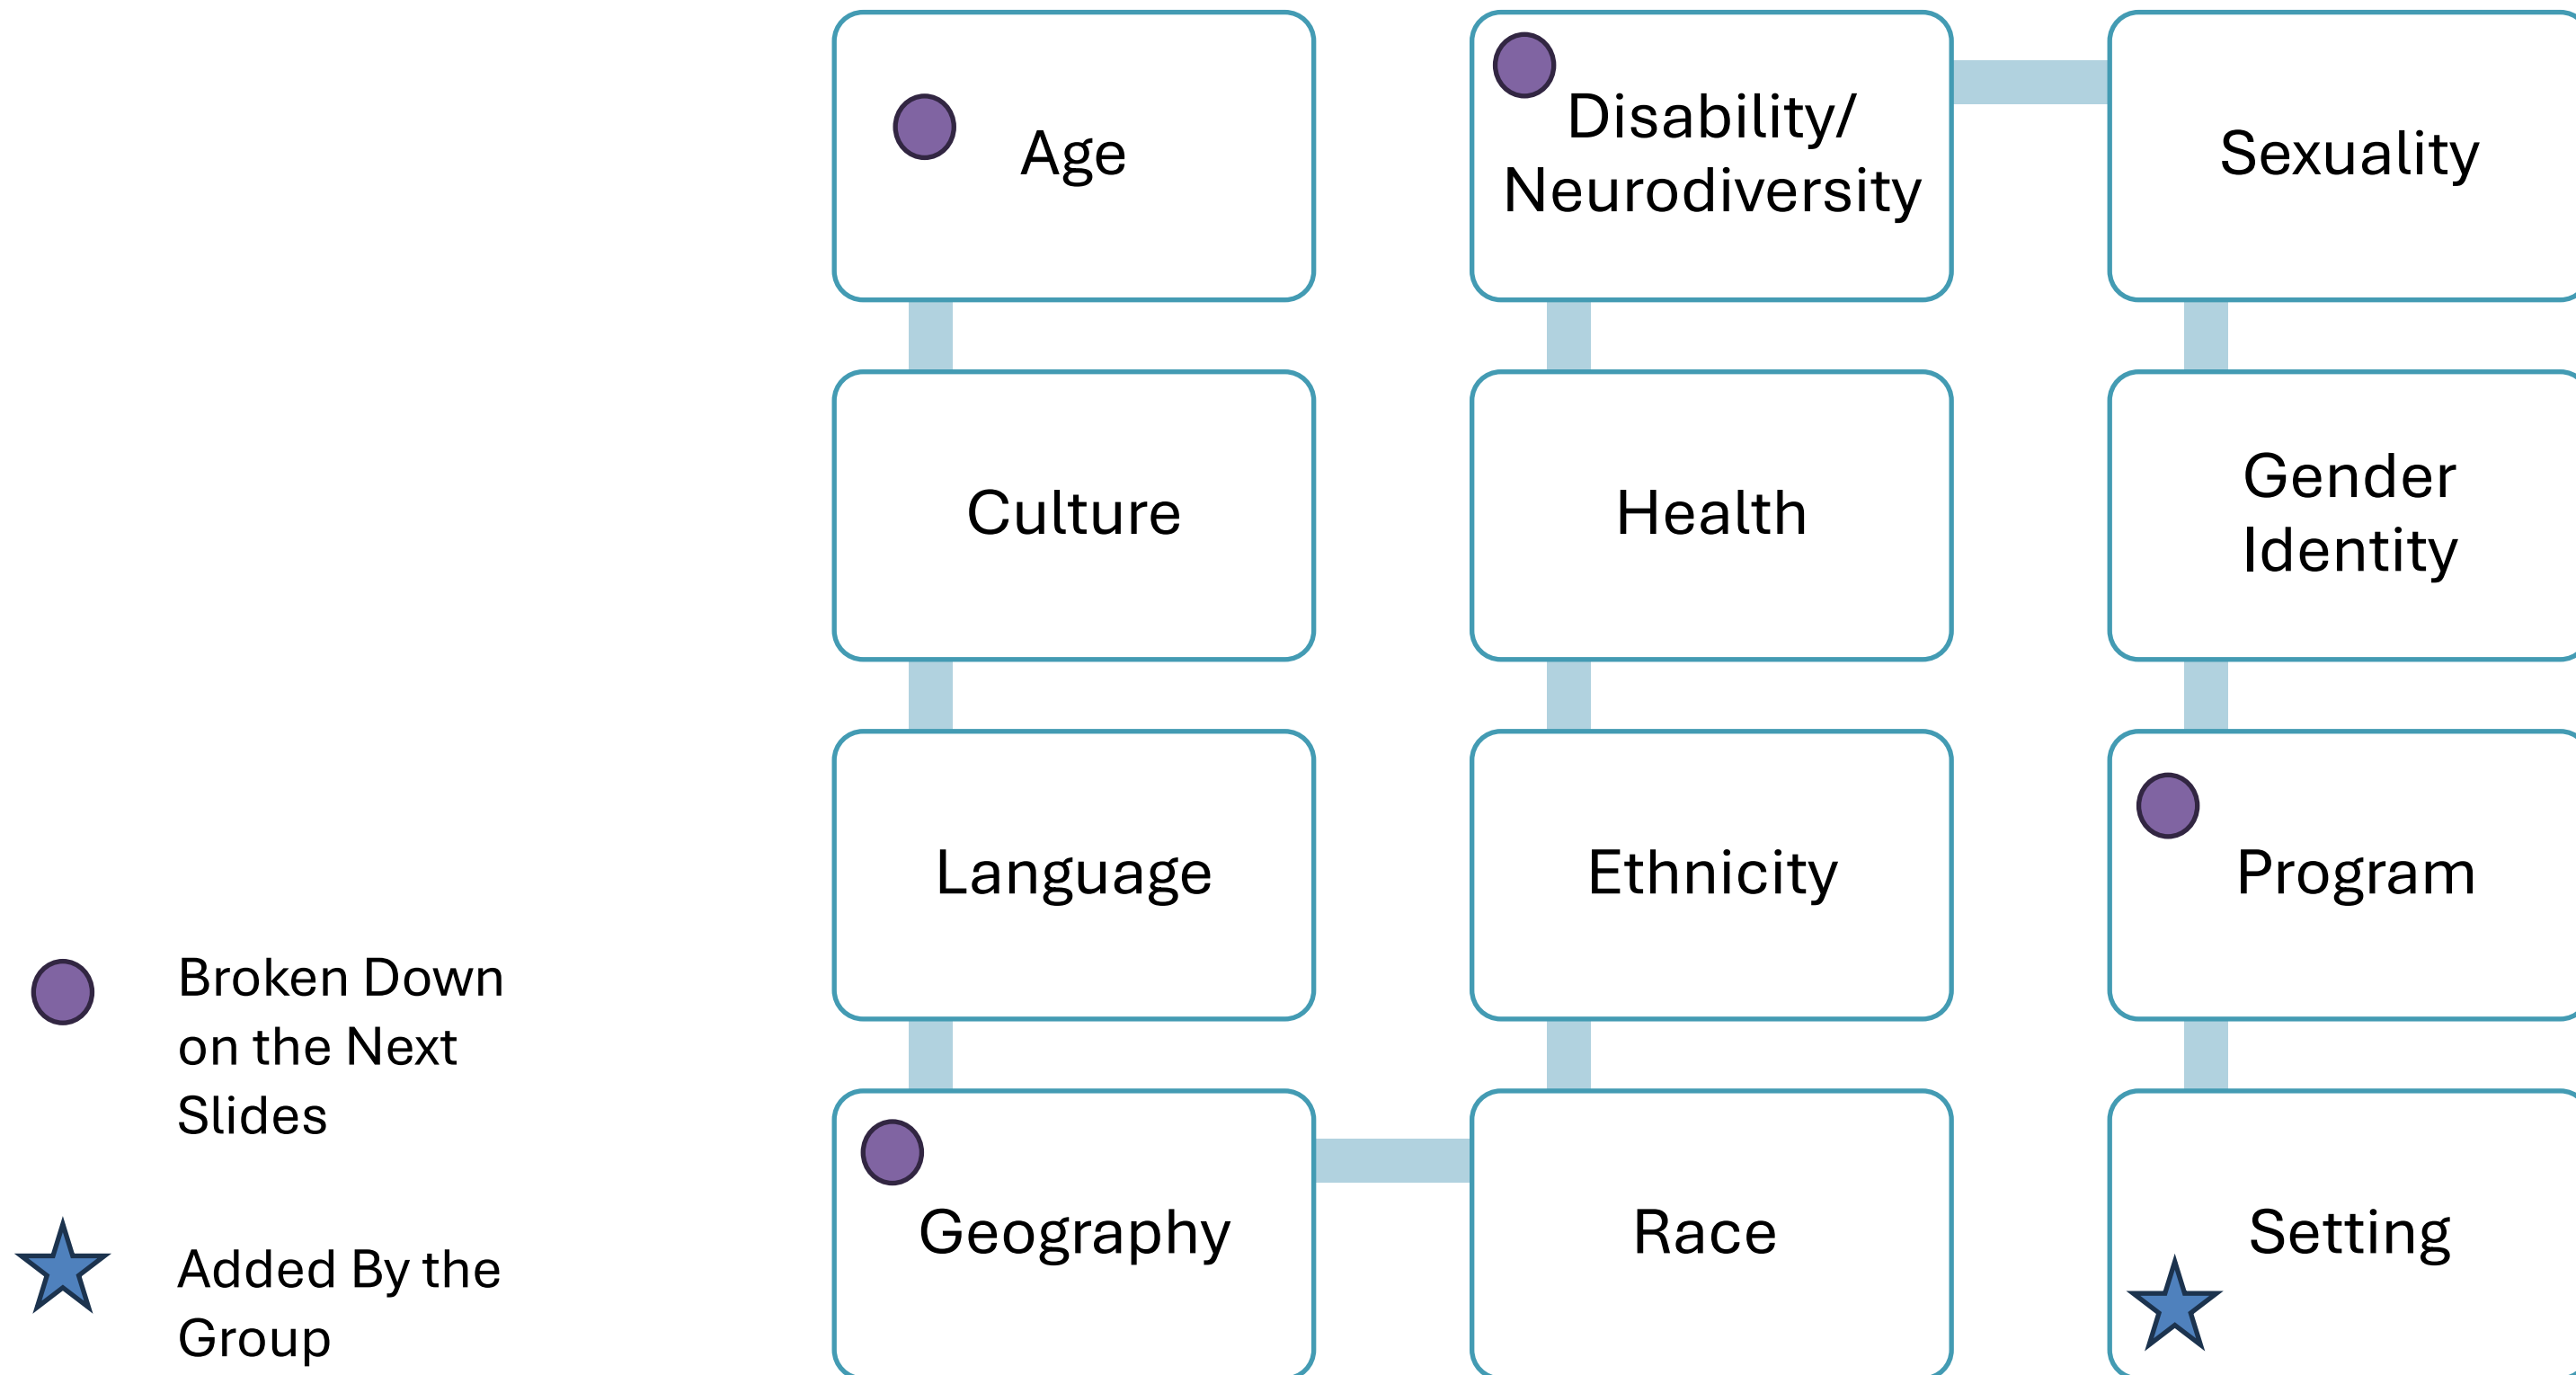 Age
Culture
Language
Geography
Disability/
Neurodiversity
Health
Ethnicity
Race
Sexuality
Gender
Identity
Program
Setting
Broken Down
on the Next
Slides
Added By the
Group